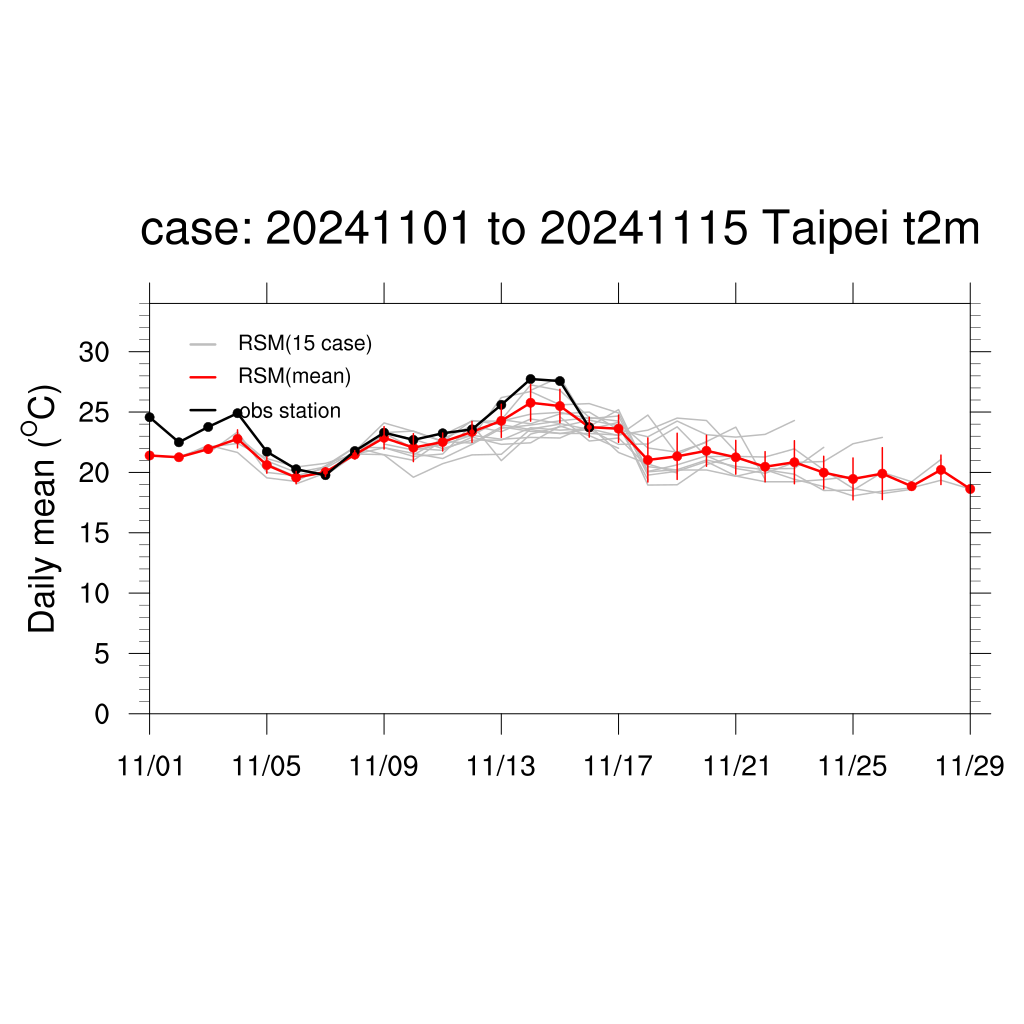 case: 20241101 to 20241115 Taipei t2m
RSM(15 case)
RSM(mean)
obs station
Daily mean (°C)
30
25
20
15
10
5
0
11/01 11/05 11/09 11/13 11/17 11/21 11/25 11/29